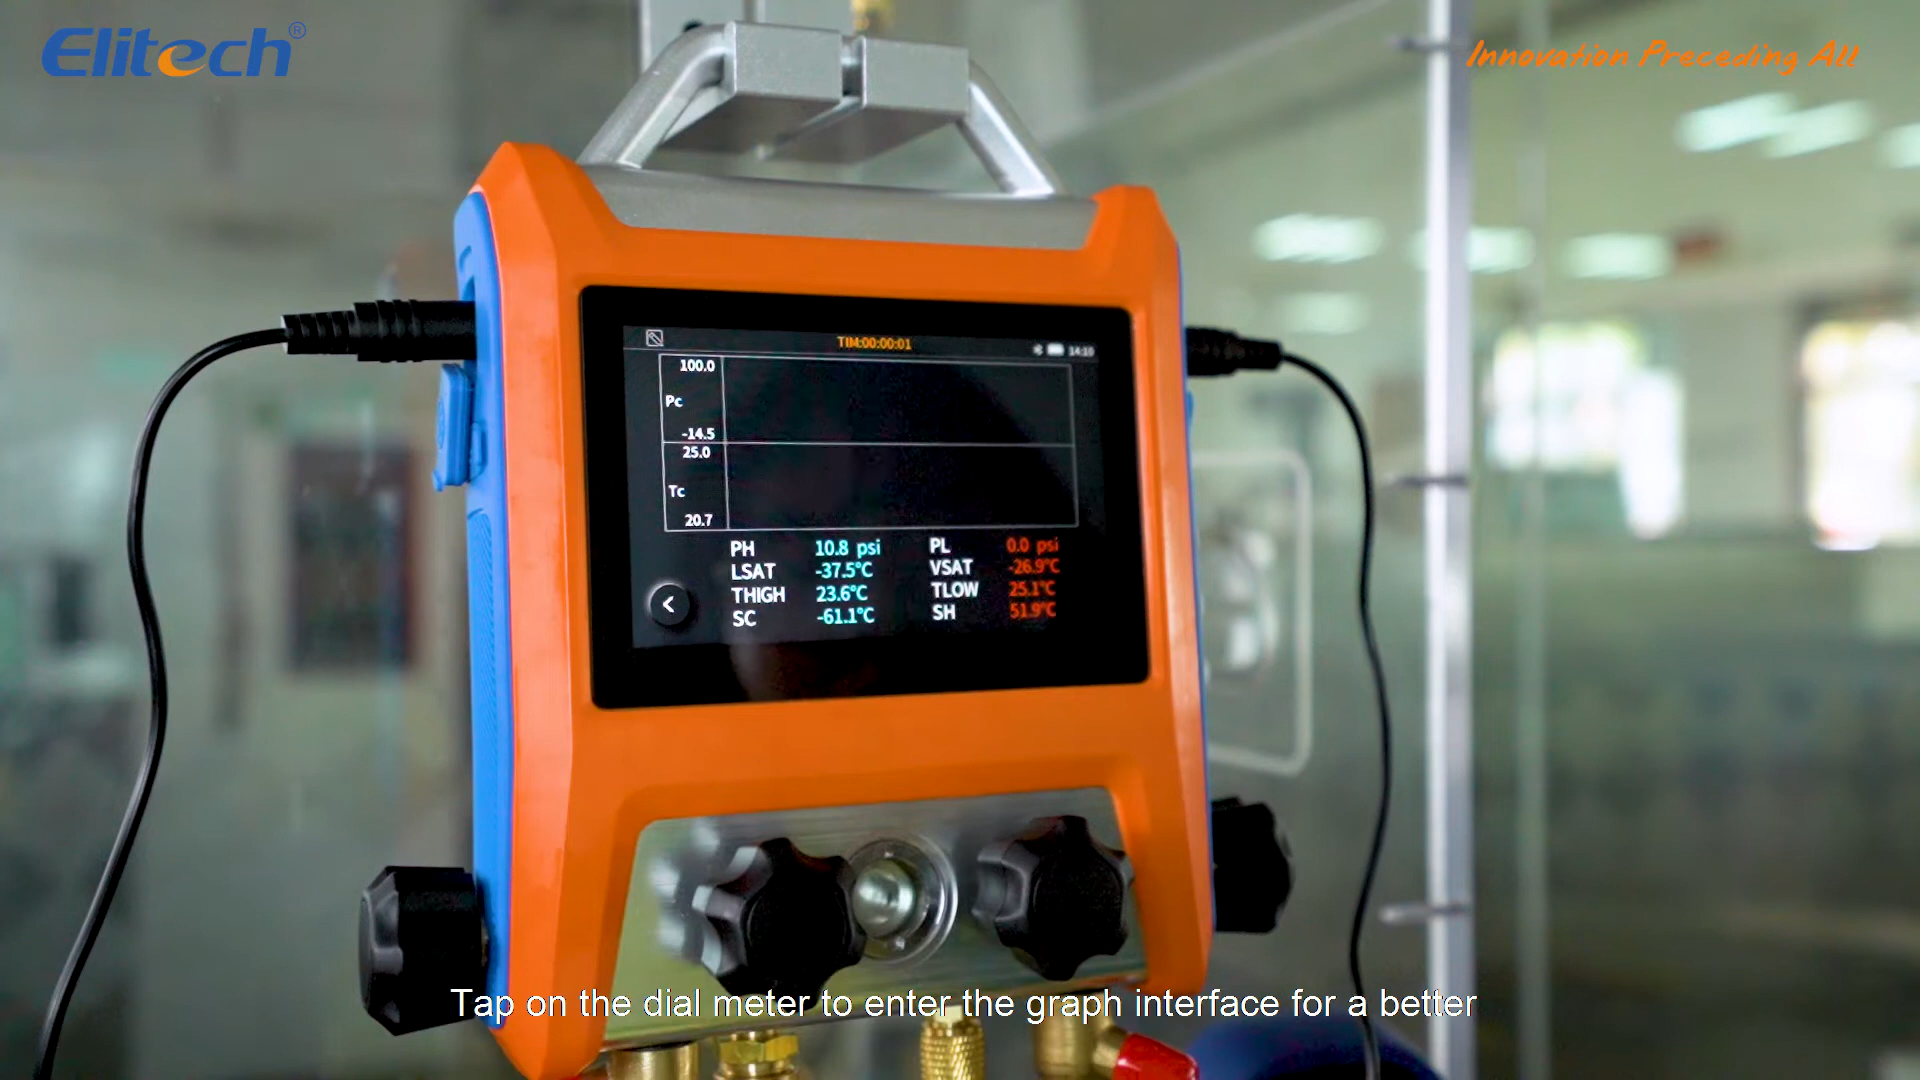 Elitech®
Innovation Preceding All
TIM:00:00:01
14:10
100.0
Pc
-14.5
25.0
Tc
20.7
PH 10.8 psi PL 0.0 psi
LSAT -37.5°C VSAT -26.9°C
THIGH 23.6°C TLOW 25.1°C
SC -61.1°C SH 51.9°C
Tap on the dial meter to enter the graph interface for a better